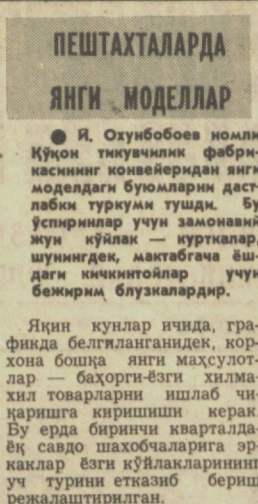 ПЕШТАХТАЛАРДА
ЯНГИ МОДЕЛЛАР
● Й. Охунбобоев номли
Қўқон тикувчилик фабри-
касининг конвейеридан янги
моделдаги буюмларни даст-
лабки туркуми тушди. Бу
ўспиринлар учун замонавий
жун кўйлак — курткалар,
шунингдек, мактабгача ёш-
даги кичкинтойлар учун
бежирим блузкалардир.
Яқин кунлар ичида, гра-
фикда белгиланганидек, кор-
хона бошқа янги маҳсулот-
лар — баҳорги-ёзги хилма-
хил товарларни ишлаб чи-
қаришга киришиши керак.
Бу ерда биринчи кварталда-
ёқ савдо шахобчаларига эр-
каклар ёзги кўйлакларининг
уч турини етказиб бериш
режалаштирилган.